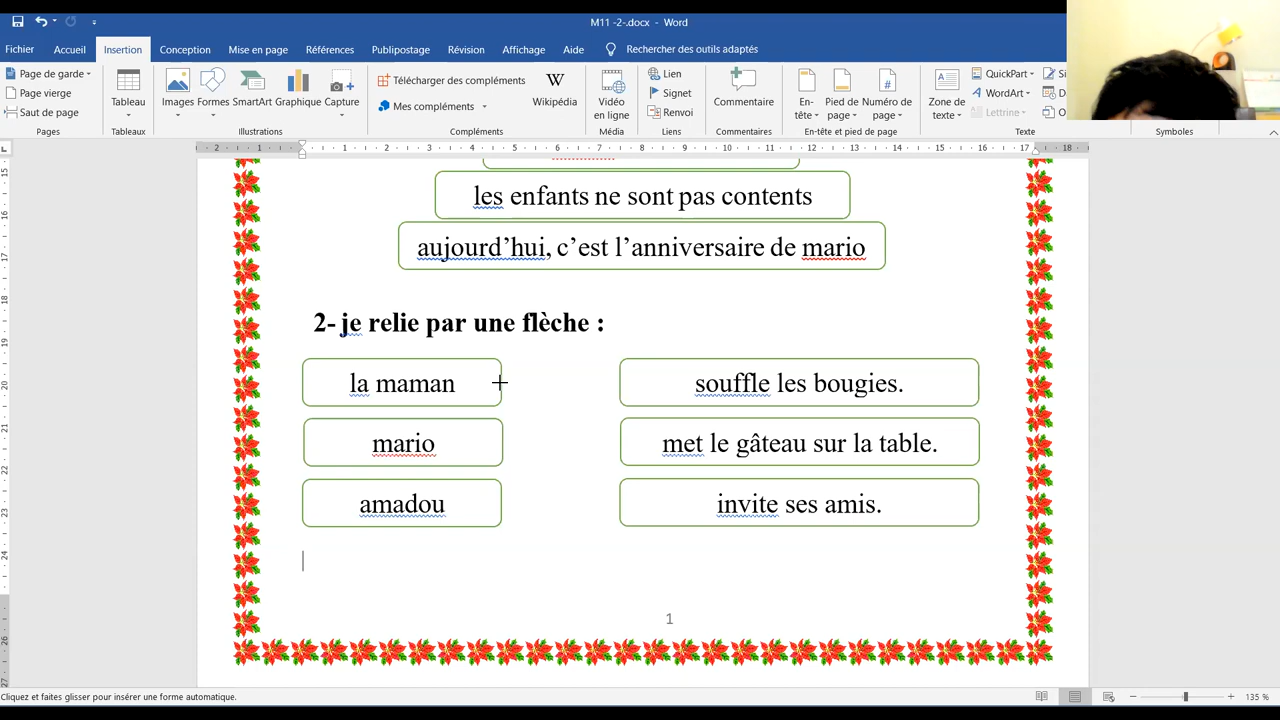 M11 -2-.docx - Word
Fichier Accueil Insertion Conception Mise en page Références Publipostage Révision Affichage Aide Rechercher des outils adaptés
Page de garde
Page vierge
Saut de page
Pages
Tableau
Tableaux
Images Formes SmartArt Graphique Capture
Illustrations
Télécharger des compléments
Mes compléments
Wikipédia
Compléments
Vidéo en ligne
Média
Lien
Signet
Renvoi
Liens
Commentaire
Commentaires
En-tête Pied de page Numéro de page
En-tête et pied de page
Zone de texte
QuickPart
WordArt
Lettrine
Texte
Symboles
les enfants ne sont pas contents
aujourd’hui, c’est l’anniversaire de mario
2- je relie par une flèche :
la maman souffle les bougies.
mario met le gâteau sur la table.
amadou invite ses amis.
1
Cliquez et faites glisser pour insérer une forme automatique.
135 %